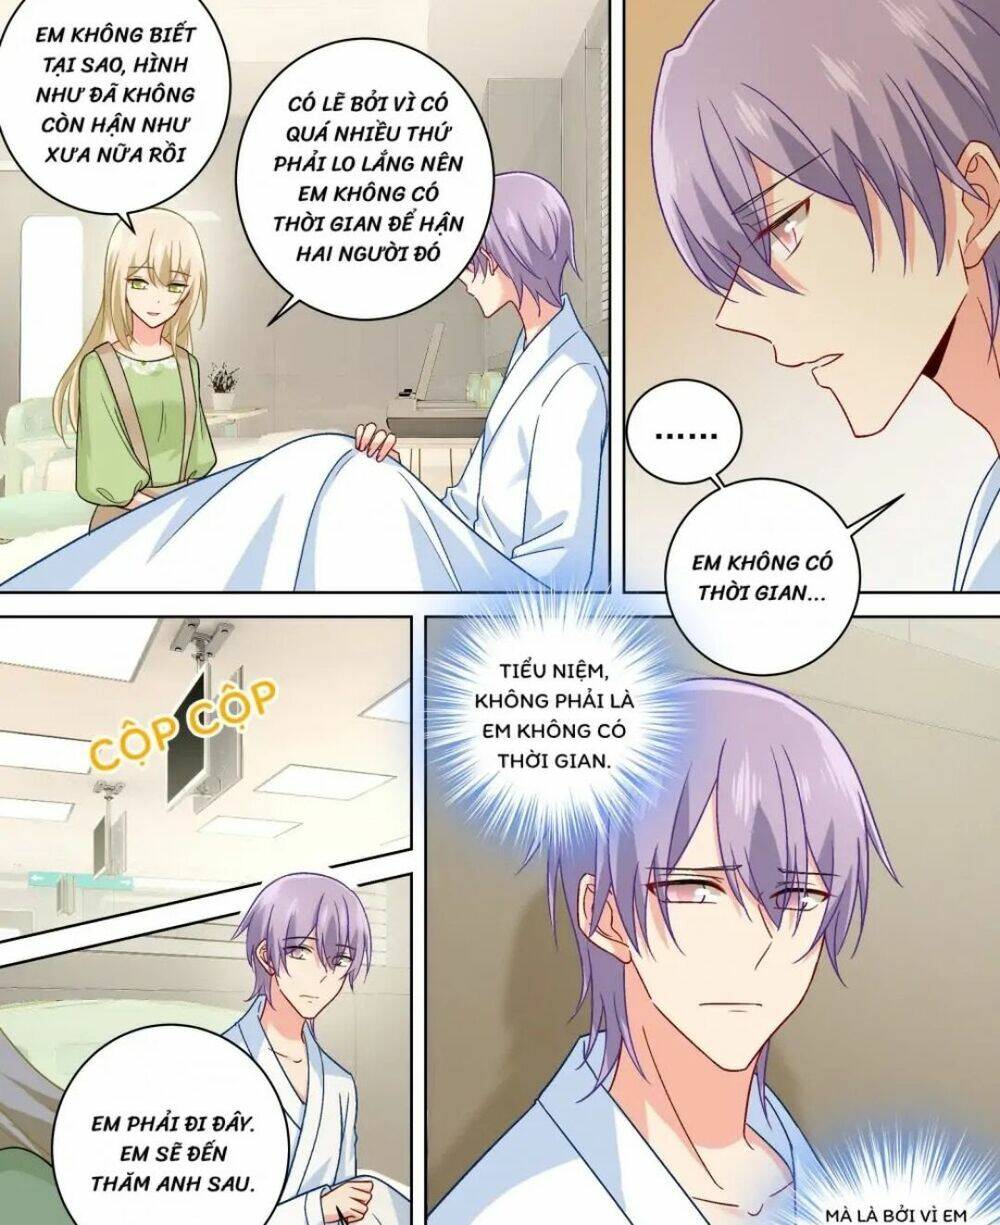 EM KHÔNG BIẾT
TẠI SAO, HÌNH
NHƯ ĐÃ KHÔNG
CÒN HẬN NHƯ
XƯA NỮA RỒI
CÓ LẼ BỞI VÌ CÓ
QUÁ NHIỀU THỨ
PHẢI LO LẮNG NÊN
EM KHÔNG CÓ
THỜI GIAN ĐỂ HẬN
HAI NGƯỜI ĐÓ
......
EM KHÔNG CÓ
THỜI GIAN...
CỘP CỘP
TIỂU NIỆM,
KHÔNG PHẢI LÀ
EM KHÔNG CÓ
THỜI GIAN.
EM PHẢI ĐI ĐÂY.
EM SẼ ĐẾN
THĂM ANH SAU.
MÀ LÀ BỞI VÌ EM